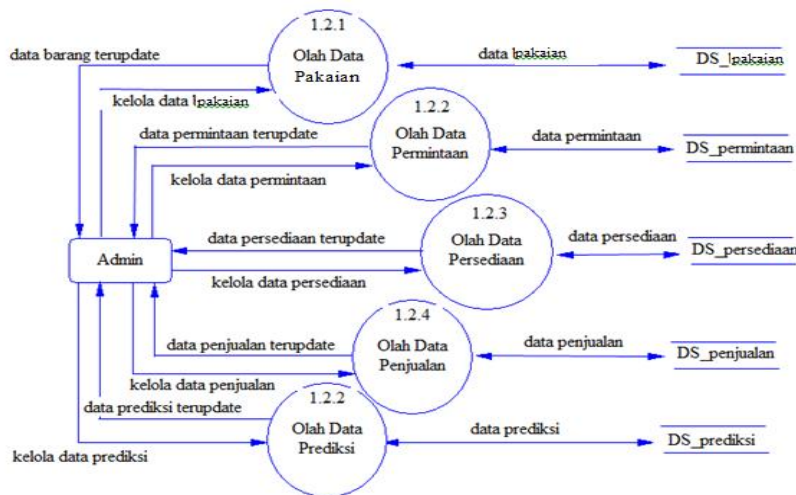 1.2.1
Olah Data
Pakaian
data barang terupdate
data lpakaian
DS_lpakaian
kelola data lpakaian
1.2.2
Olah Data
Permintaan
data permintaan terupdate
data permintaan
DS_permintaan
kelola data permintaan
1.2.3
Olah Data
Persediaan
data persediaan terupdate
data persediaan
DS_persediaan
Admin
kelola data persediaan
1.2.4
Olah Data
Penjualan
data penjualan terupdate
data penjualan
DS_penjualan
kelola data penjualan
1.2.2
Olah Data
Prediksi
data prediksi terupdate
data prediksi
DS_prediksi
kelola data prediksi